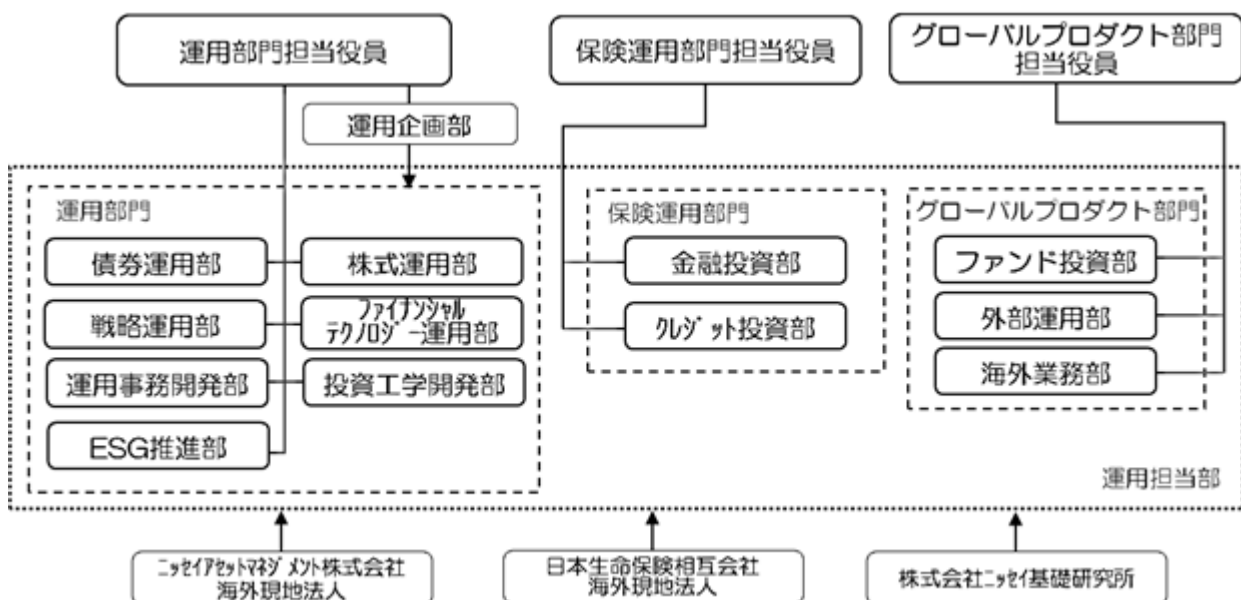 運用部門担当役員
保険運用部門担当役員
グローバルプロダクト部門
担当役員
運用企画部
運用部門
債券運用部
株式運用部
戦略運用部
ﾌｧｲﾅﾝｼｬﾙ
ﾃｸﾉﾛｼﾞｰ運用部
運用事務開発部
投資工学開発部
ESG推進部
保険運用部門
金融投資部
ｸﾚｼﾞｯﾄ投資部
グローバルプロダクト部門
ファンド投資部
外部運用部
海外業務部
運用担当部
ﾆｯｾｲｱｾｯﾄﾏﾈｼﾞﾒﾝﾄ株式会社
海外現地法人
日本生命保険相互会社
海外現地法人
株式会社ﾆｯｾｲ基礎研究所